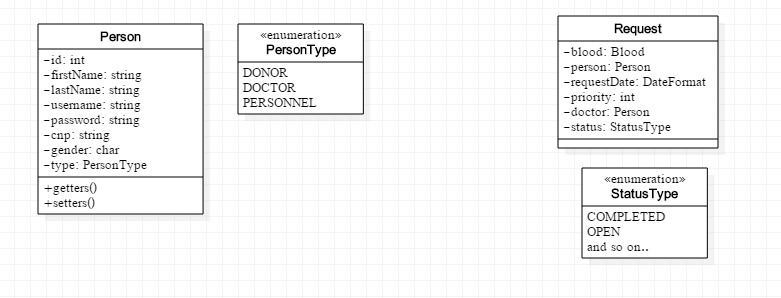 Person
-id: int
-firstName: string
-lastName: string
-username: string
-password: string
-cnp: string
-gender: char
-type: PersonType
+getters()
+setters()
«enumeration»
PersonType
DONOR
DOCTOR
PERSONNEL
Request
-blood: Blood
-person: Person
-requestDate: DateFormat
-priority: int
-doctor: Person
-status: StatusType
«enumeration»
StatusType
COMPLETED
OPEN
and so on..